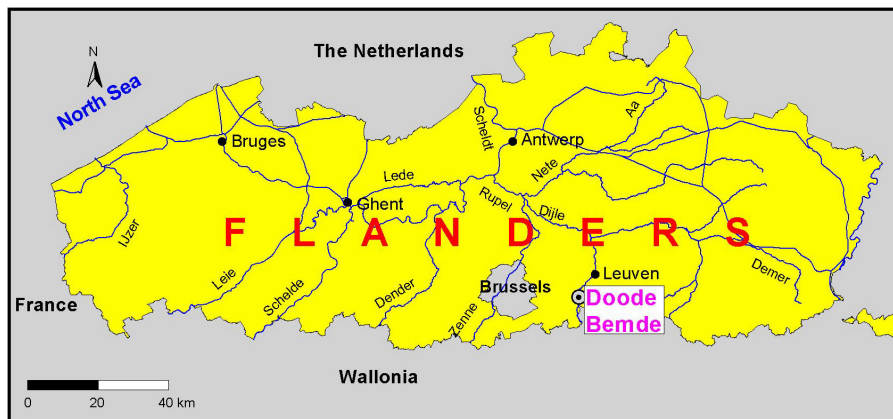 The Netherlands
N
North Sea
Aa
Scheldt
Bruges
Antwerp
Nete
Lede
Ghent
Rupel
Dijle
IJzer
F L A N D E R S
Leie
Schelde
Dender
Zenne
Brussels
Leuven
Demer
Doode
Bemde
France
Wallonia
0 20 40 km